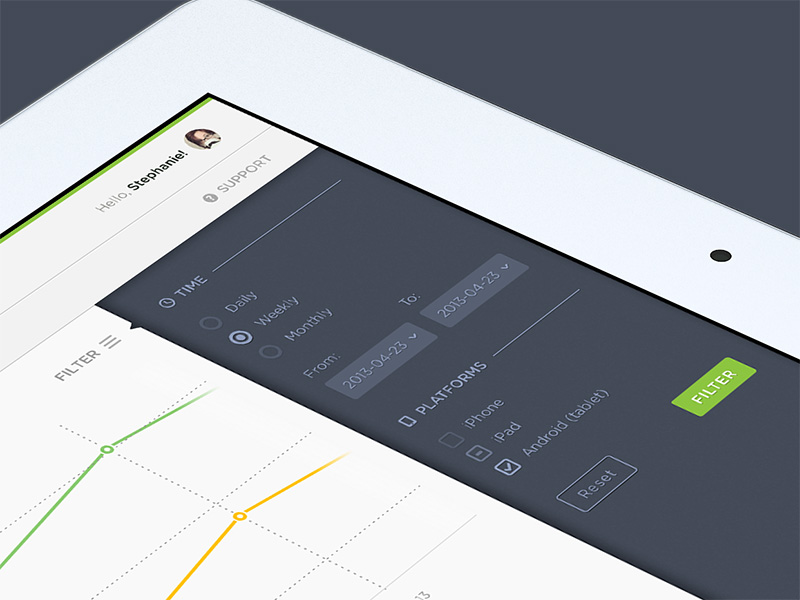 Hello, Stephanie!
SUPPORT
FILTER
TIME
Daily
Weekly
Monthly
From:
2013-04-23
To:
2013-04-23
PLATFORMS
iPhone
iPad
Android (tablet)
FILTER
Reset
13